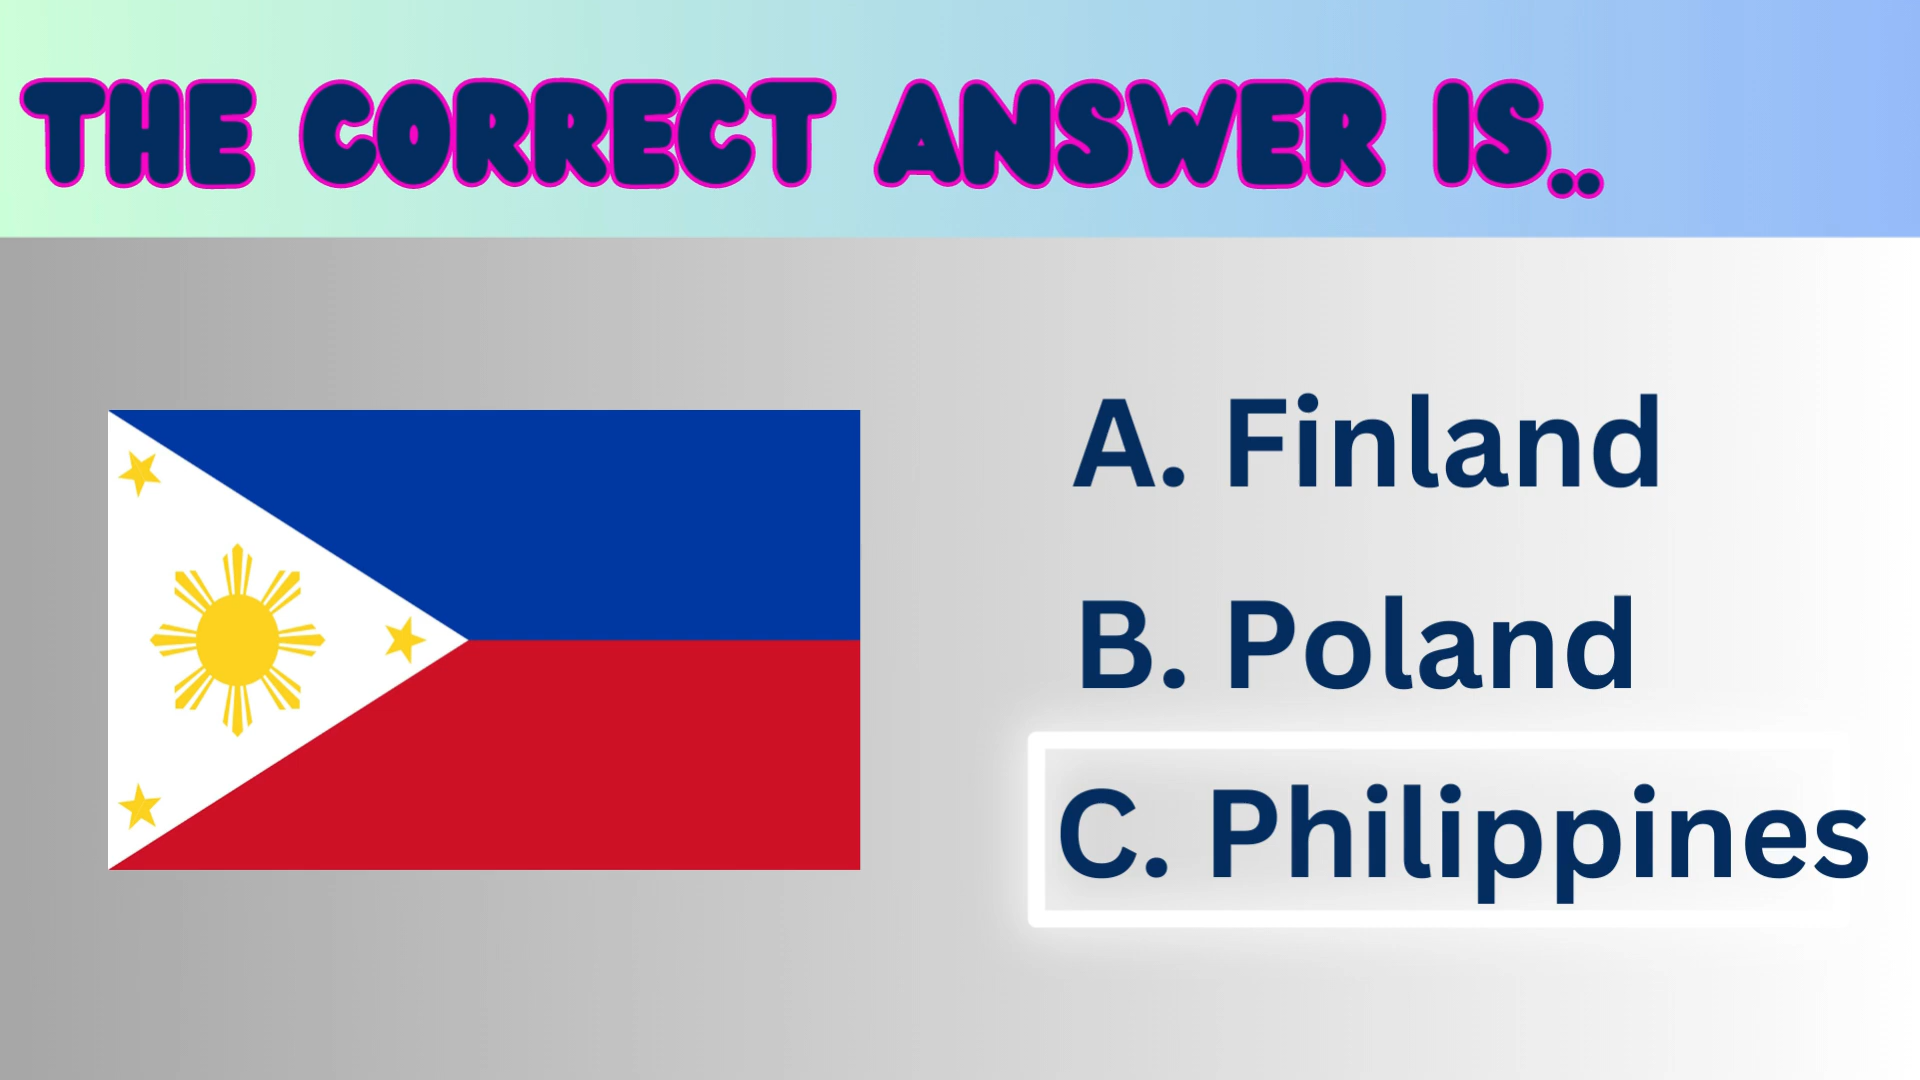 THE CORRECT ANSWER IS..
A. Finland
B. Poland
C. Philippines